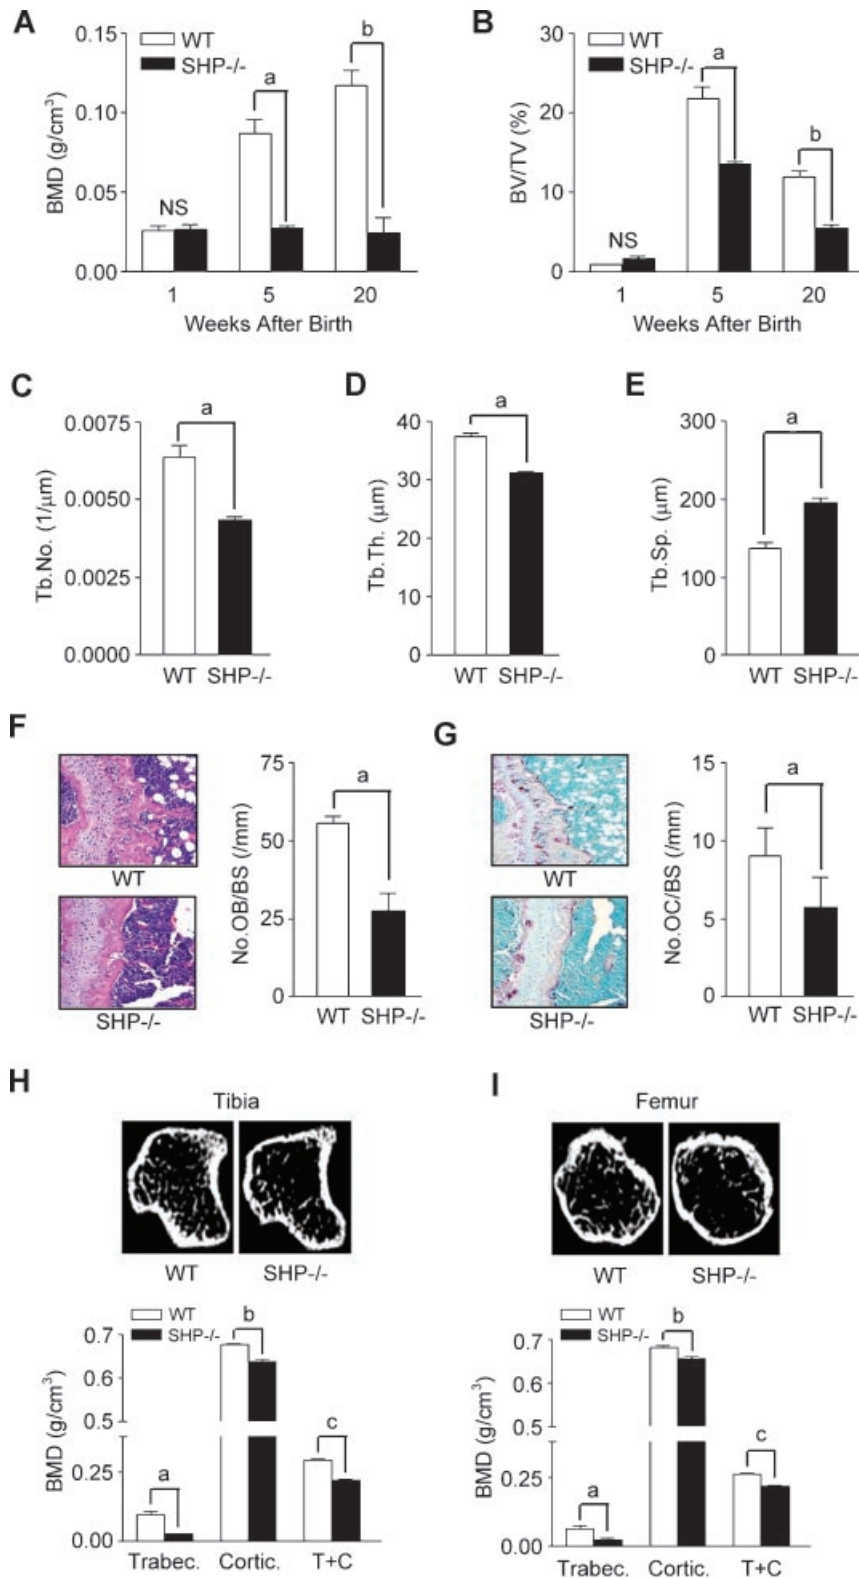 A
0.15
WT
SHP-/-
b
a
0.10
BMD (g/cm³)
0.05
NS
0.00
1 5 20
Weeks After Birth
B
30
WT
SHP-/-
a
20
BV/TV (%)
b
10
NS
0
1 5 20
Weeks After Birth
C
0.0075
a
0.0050
Tb.No. (1/μm)
0.0025
0.0000
WT SHP-/-
D
40
a
30
Tb.Th. (μm)
20
10
0
WT SHP-/-
E
300
a
200
Tb.Sp. (μm)
100
0
WT SHP-/-
F
WT
SHP-/-
75
a
50
No.OB/BS (/mm)
25
0
WT SHP-/-
G
WT
SHP-/-
15
a
10
No.OC/BS (/mm)
5
0
WT SHP-/-
H
Tibia
WT SHP-/-
WT
SHP-/-
b
0.7
0.6
0.5
BMD (g/cm³)
c
0.25
a
0.00
Trabec. Cortic. T+C
I
Femur
WT SHP-/-
WT
SHP-/-
b
0.7
0.6
0.5
BMD (g/cm³)
c
0.25
a
0.00
Trabec. Cortic. T+C